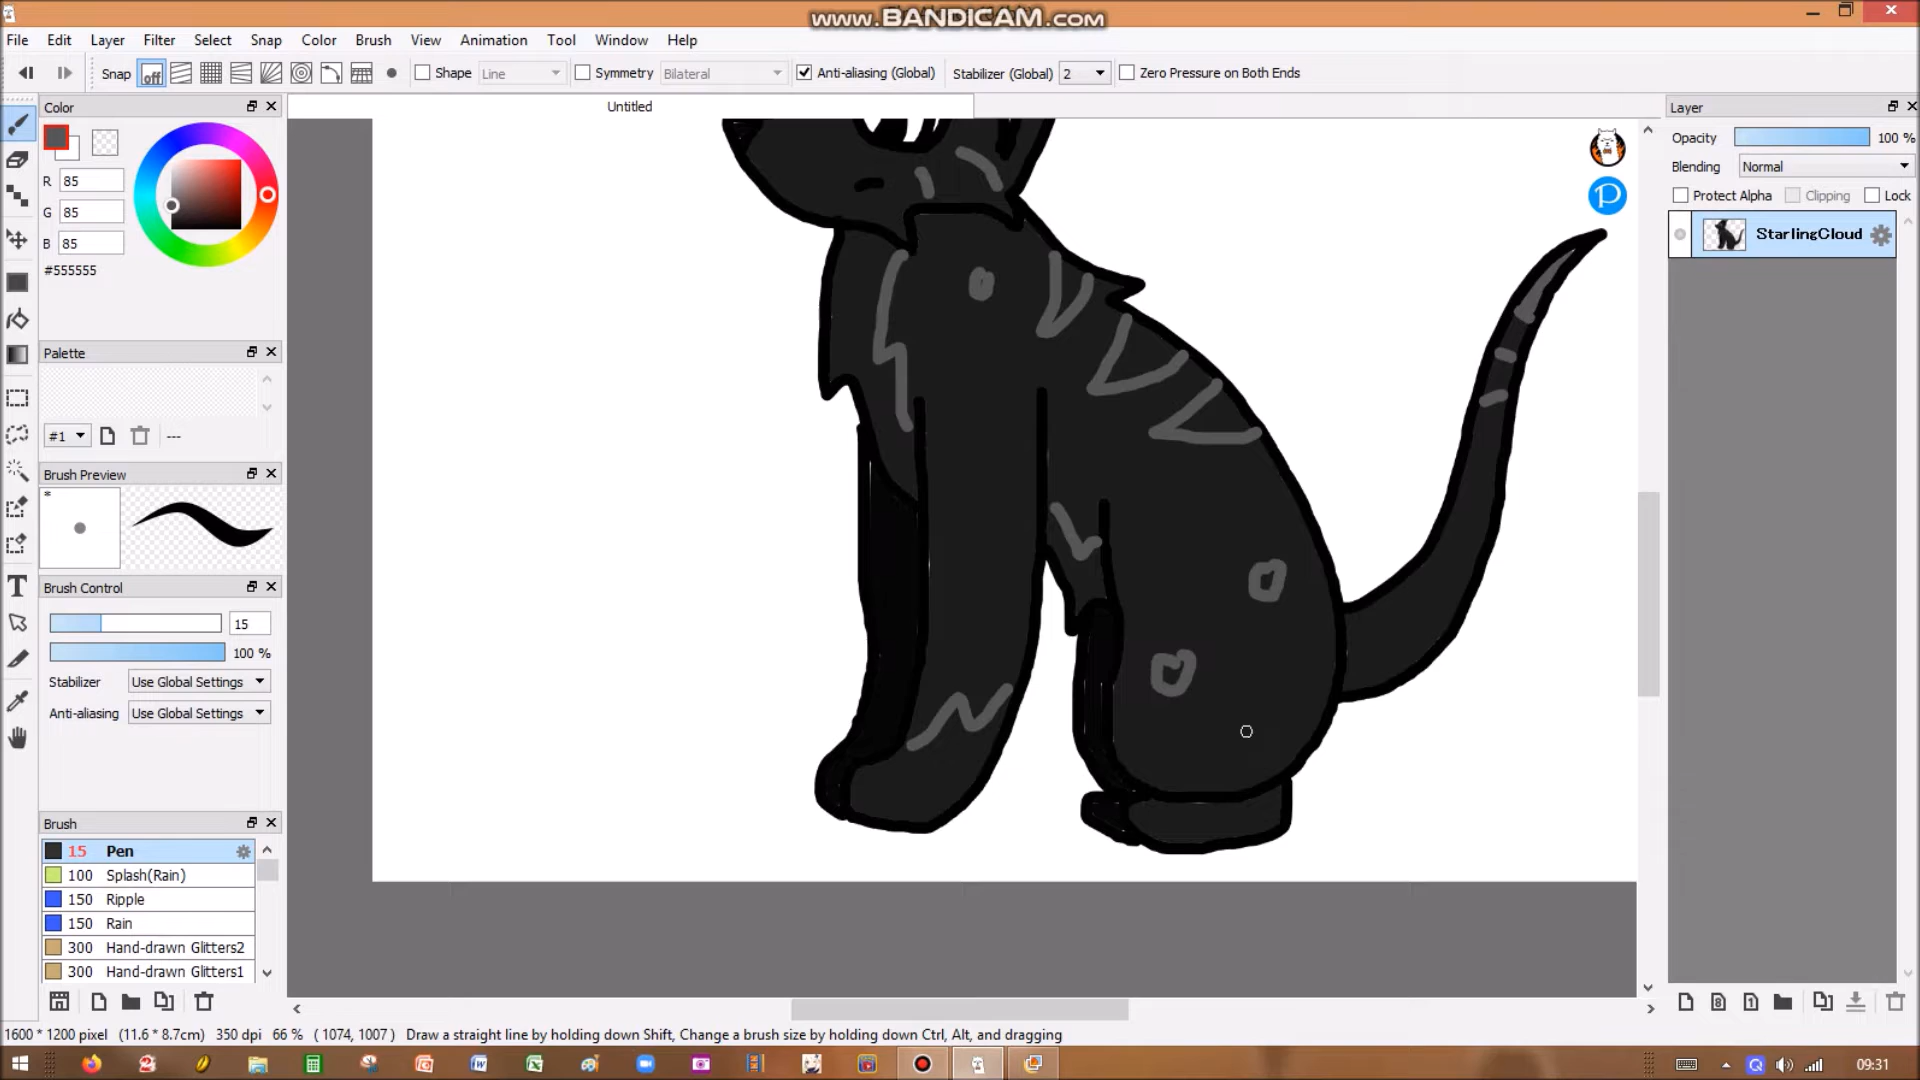 www.BANDICAM.com
File Edit Layer Filter Select Snap Color Brush View Animation Tool Window Help
Snap off Shape Line Symmetry Bilateral Anti-aliasing (Global) Stabilizer (Global) 2 Zero Pressure on Both Ends
Color
Untitled
Layer
Opacity 100 %
Blending Normal
Protect Alpha Clipping Lock
StarlingCloud
R 85
G 85
B 85
#555555
Palette
#1 ---
Brush Preview
*
Brush Control
15
100 %
Stabilizer Use Global Settings
Anti-aliasing Use Global Settings
Brush
15 Pen
100 Splash(Rain)
150 Ripple
150 Rain
300 Hand-drawn Glitters2
300 Hand-drawn Glitters1
1600 * 1200 pixel (11.6 * 8.7cm) 350 dpi 66 % ( 1074, 1007 ) Draw a straight line by holding down Shift, Change a brush size by holding down Ctrl, Alt, and dragging
09:31